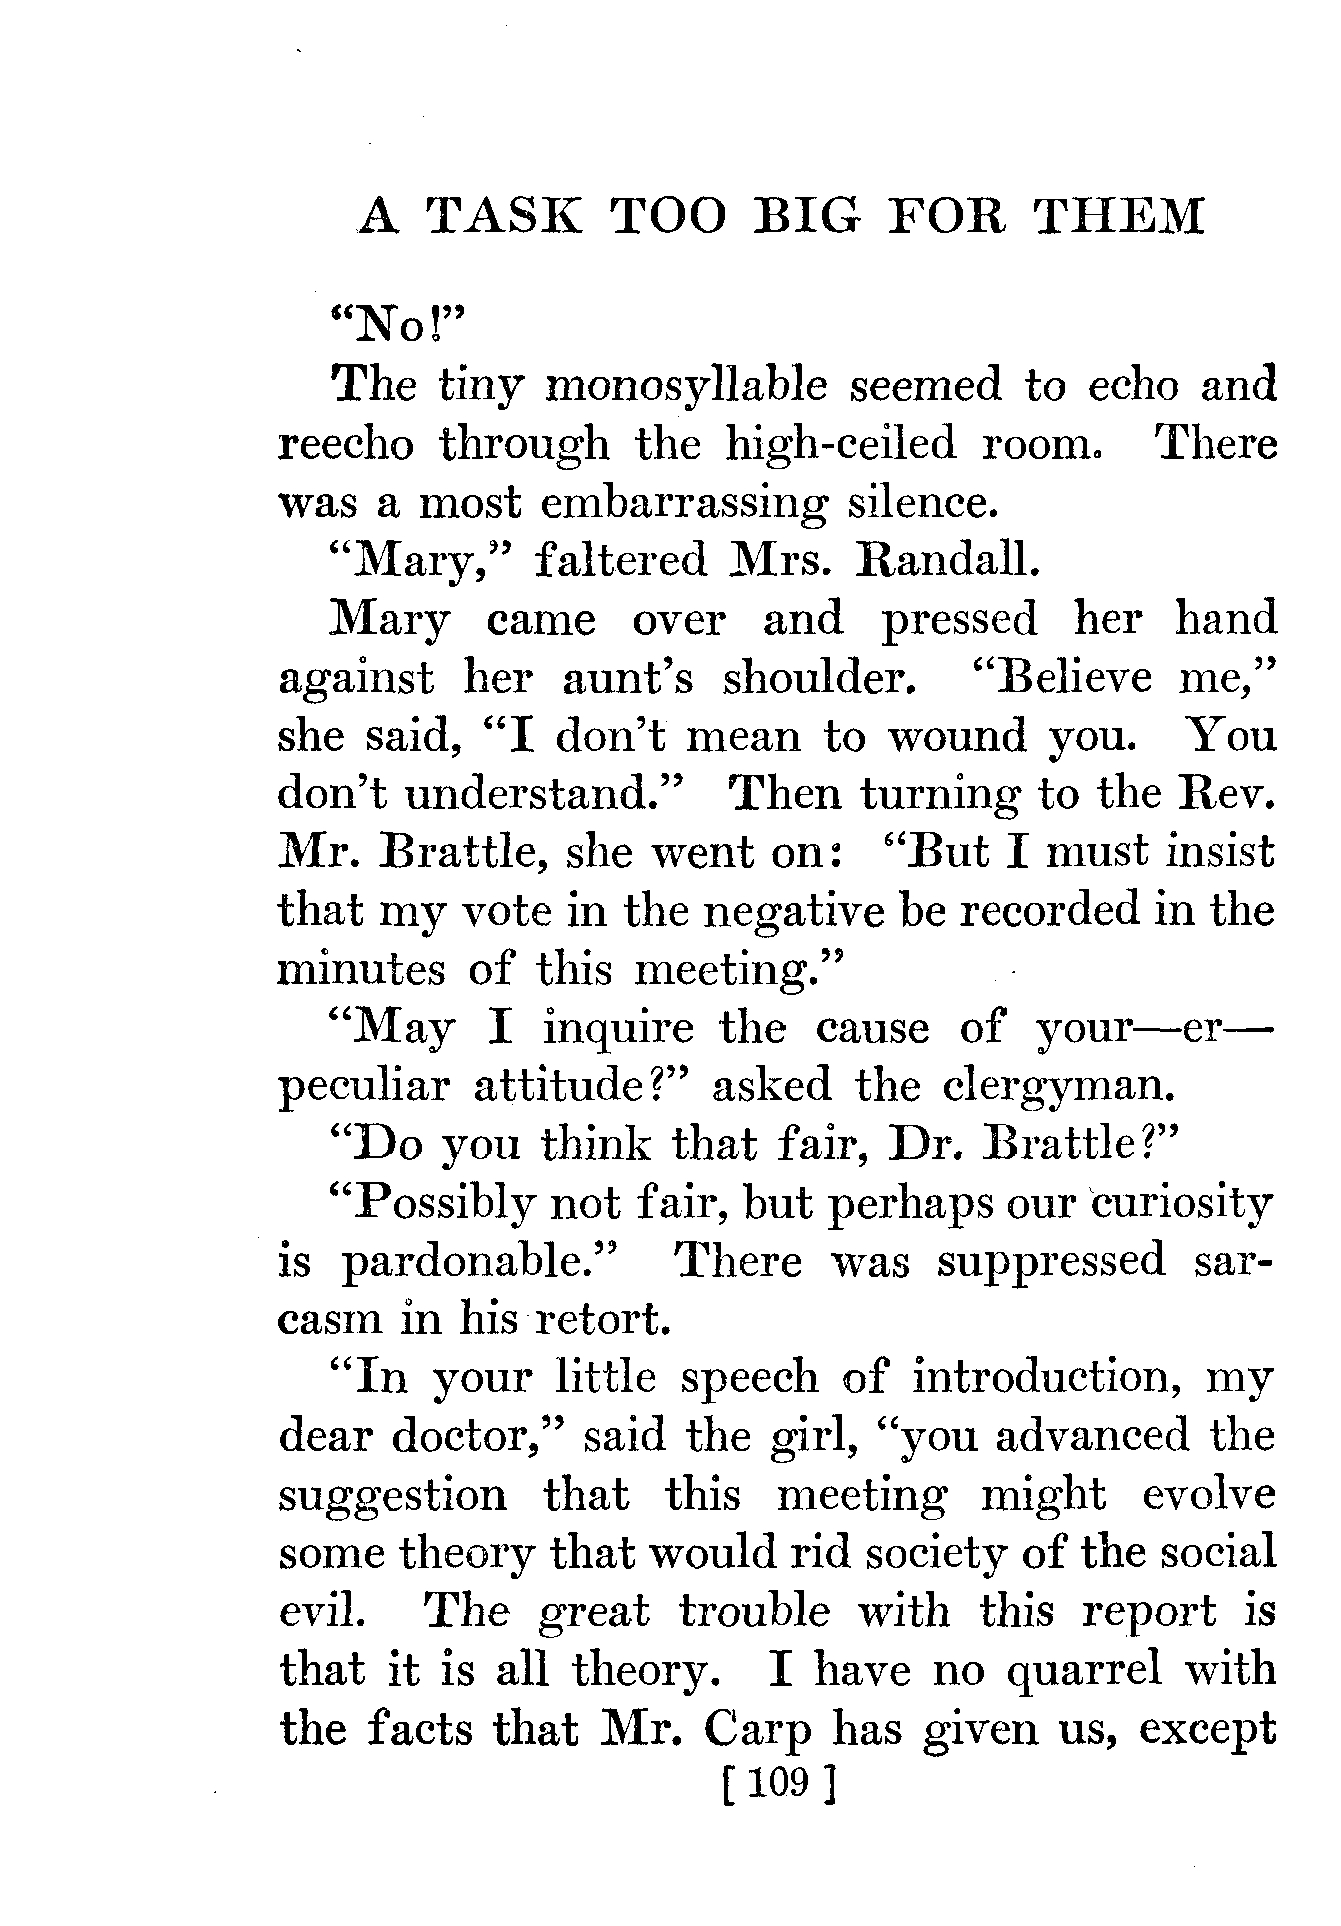 A TASK TOO BIG FOR THEM
“No!”
The tiny monosyllable seemed to echo and
reecho through the high-ceiled room. There
was a most embarrassing silence.
“Mary,” faltered Mrs. Randall.
Mary came over and pressed her hand
against her aunt’s shoulder. “Believe me,”
she said, “I don’t mean to wound you. You
don’t understand.” Then turning to the Rev.
Mr. Brattle, she went on: “But I must insist
that my vote in the negative be recorded in the
minutes of this meeting.”
“May I inquire the cause of your—er—
peculiar attitude?” asked the clergyman.
“Do you think that fair, Dr. Brattle?”
“Possibly not fair, but perhaps our curiosity
is pardonable.” There was suppressed sar-
casm in his retort.
“In your little speech of introduction, my
dear doctor,” said the girl, “you advanced the
suggestion that this meeting might evolve
some theory that would rid society of the social
evil. The great trouble with this report is
that it is all theory. I have no quarrel with
the facts that Mr. Carp has given us, except
[ 109 ]